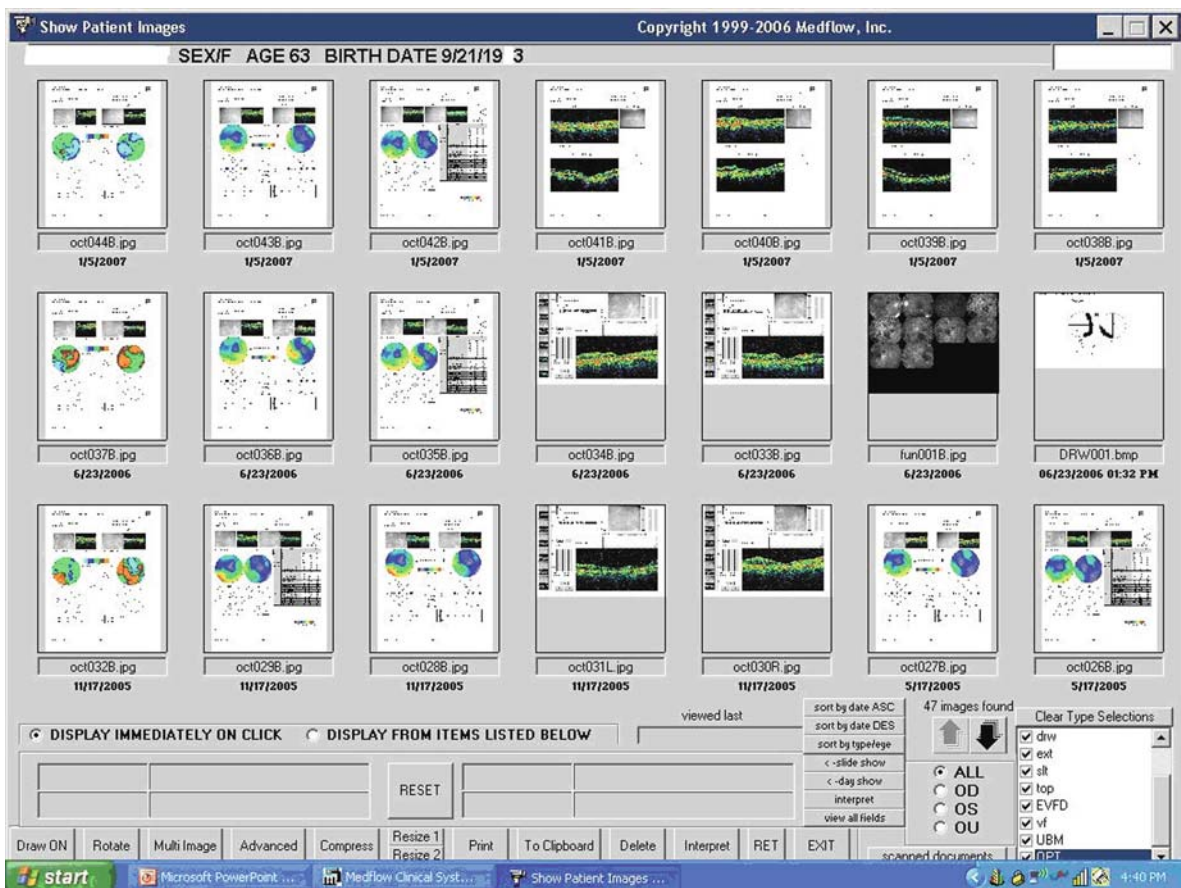 Show Patient Images Copyright 1999-2006 Medflow, Inc.
SEX/F AGE 63 BIRTH DATE 9/21/19 3
oct044B.jpg oct043B.jpg oct042B.jpg oct041B.jpg oct040B.jpg oct039B.jpg oct038B.jpg
1/5/2007 1/5/2007 1/5/2007 1/5/2007 1/5/2007 1/5/2007 1/5/2007
oct037B.jpg oct036B.jpg oct035B.jpg oct034B.jpg oct033B.jpg fun001B.jpg DRW001.bmp
6/23/2006 6/23/2006 6/23/2006 6/23/2006 6/23/2006 6/23/2006 06/23/2006 01:32 PM
oct032B.jpg oct029B.jpg oct028B.jpg oct031L.jpg oct030R.jpg oct027B.jpg oct026B.jpg
11/17/2005 11/17/2005 11/17/2005 11/17/2005 11/17/2005 5/17/2005 5/17/2005
viewed last
DISPLAY IMMEDIATELY ON CLICK DISPLAY FROM ITEMS LISTED BELOW
RESET
sort by date ASC
sort by date DES
sort by type/eye
<-slide show
<-day show
interpret
view all fields
47 images found
ALL
OD
OS
OU
scanned documents
Clear Type Selections
drw
ext
slt
top
EVFD
vf
UBM
OPT
Draw ON Rotate Multi Image Advanced Compress Resize 1 Print To Clipboard Delete Interpret RET EXIT
Resize 2
start Microsoft PowerPoint ... Medflow Clinical Syst... Show Patient Images ... 4:40 PM